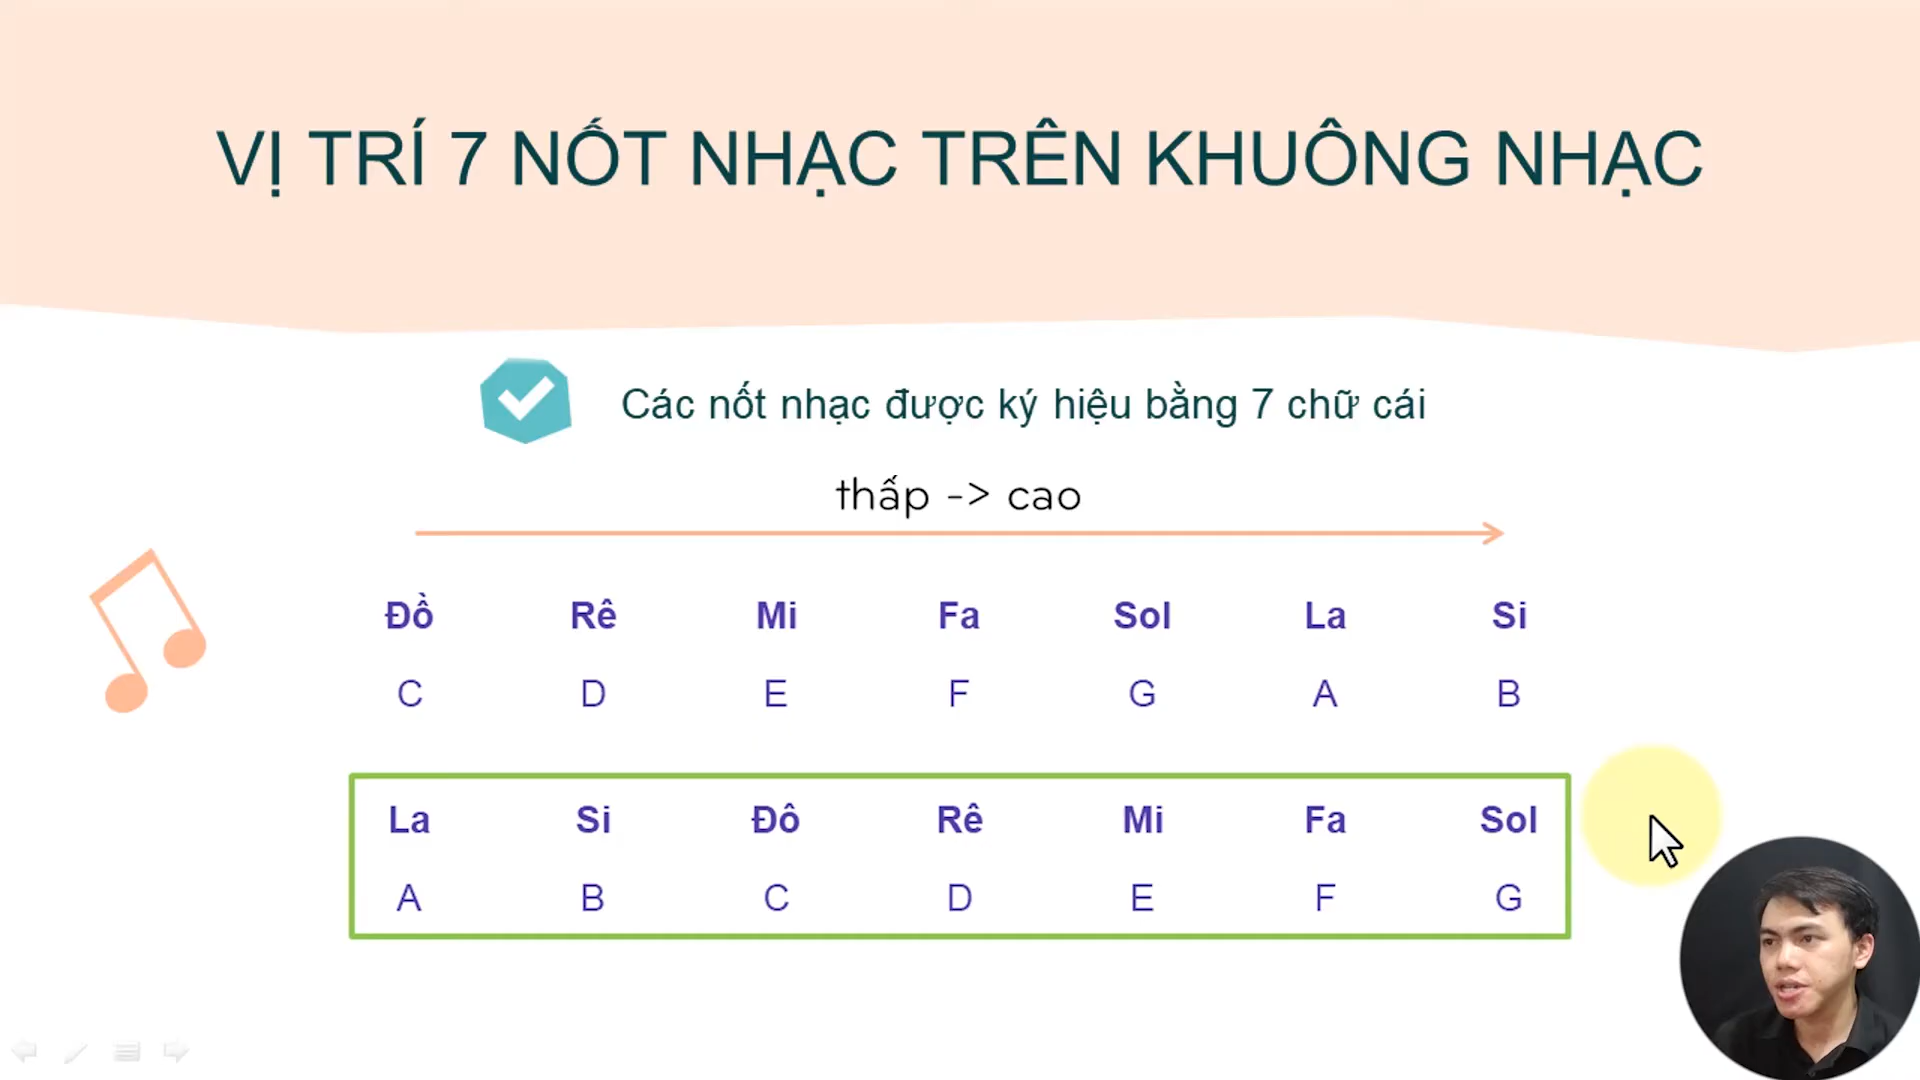 VỊ TRÍ 7 NỐT NHẠC TRÊN KHUÔNG NHẠC
Các nốt nhạc được ký hiệu bằng 7 chữ cái
thấp -> cao
Đồ Rê Mi Fa Sol La Si
C D E F G A B
La Si Đô Rê Mi Fa Sol
A B C D E F G